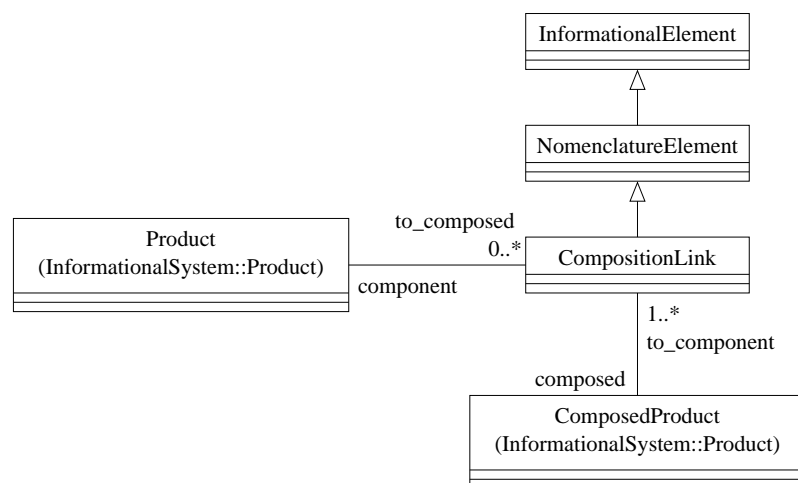 InformationalElement
NomenclatureElement
Product
(InformationalSystem::Product)
to_composed
0..*
component
CompositionLink
1..*
to_component
composed
ComposedProduct
(InformationalSystem::Product)